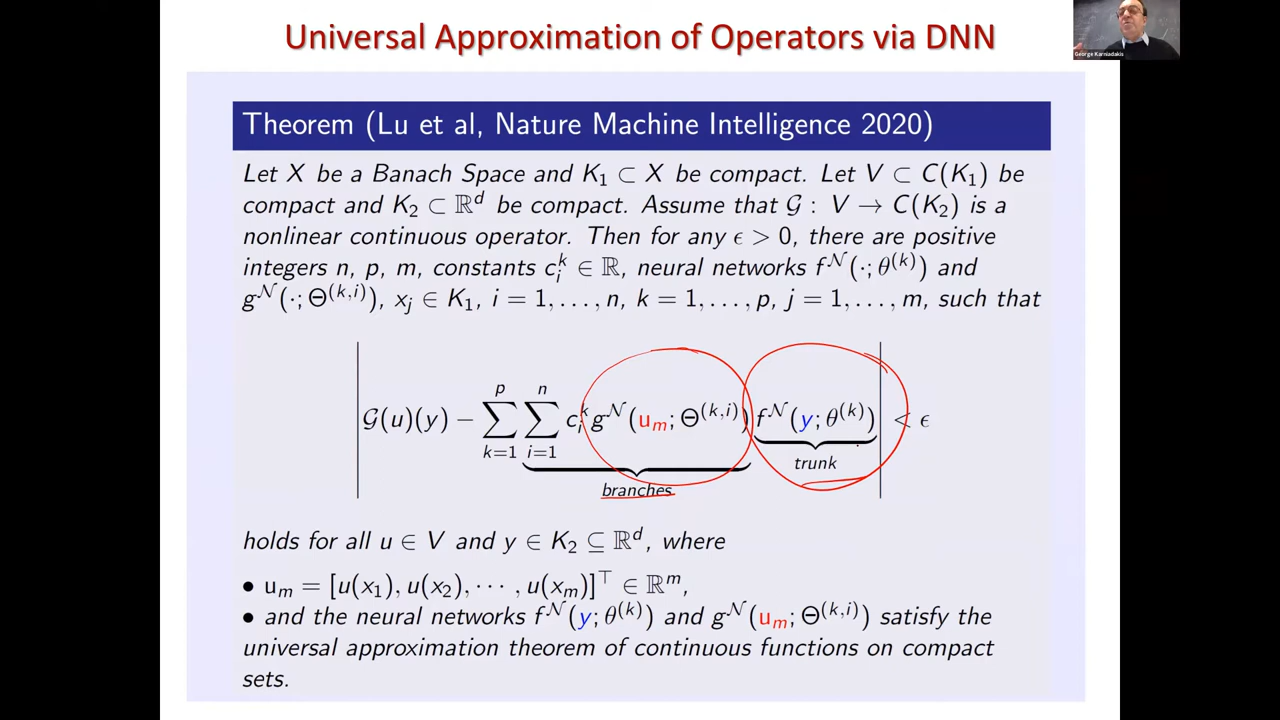 Universal Approximation of Operators via DNN
George Karniadakis
Theorem (Lu et al, Nature Machine Intelligence 2020)
Let X be a Banach Space and K₁ ⊂ X be compact. Let V ⊂ C(K₁) be
compact and K₂ ⊂ ℝᵈ be compact. Assume that 𝒢 : V → C(K₂) is a
nonlinear continuous operator. Then for any ϵ > 0, there are positive
integers n, p, m, constants cᵢᵏ ∈ ℝ, neural networks f^𝒩(·; θ^(k)) and
g^𝒩(·; Θ^(k,i)), xⱼ ∈ K₁, i = 1, . . . , n, k = 1, . . . , p, j = 1, . . . , m, such that
|𝒢(u)(y) − ∑_{k=1}^{p} ∑_{i=1}^{n} cᵢᵏ g^𝒩(uₘ; Θ^(k,i)) f^𝒩(y; θ^(k))| < ϵ
trunk
branches
holds for all u ∈ V and y ∈ K₂ ⊆ ℝᵈ, where
• uₘ = [u(x₁), u(x₂), · · · , u(xₘ)]^⊤ ∈ ℝᵐ,
• and the neural networks f^𝒩(y; θ^(k)) and g^𝒩(uₘ; Θ^(k,i)) satisfy the
universal approximation theorem of continuous functions on compact
sets.